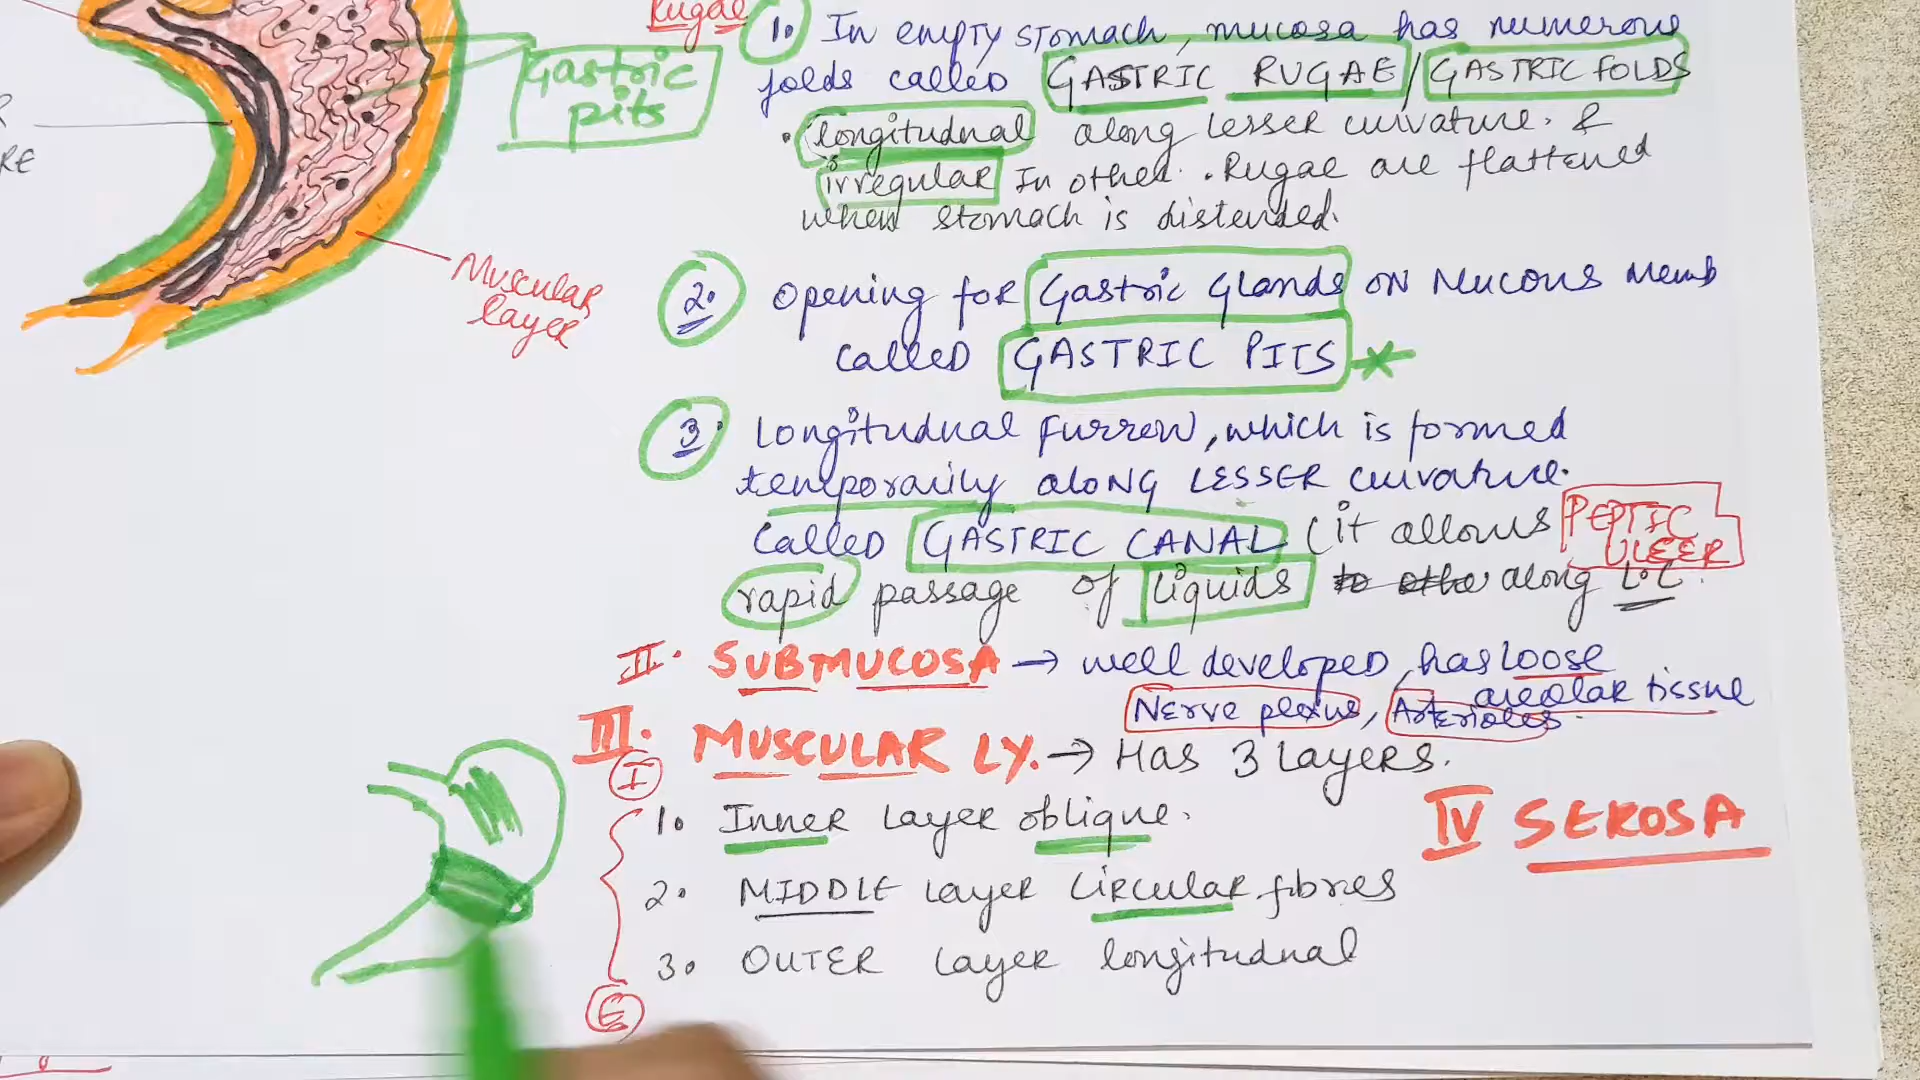 Rugae
1. In empty stomach, mucosa has numerous
folds called GASTRIC RUGAE / GASTRIC FOLDS
Gastric
pits
• longitudnal along lesser curvature. &
irregular In other. • Rugae are flattened
when stomach is distended.
R
RE
Muscular
layer
2. Opening for Gastric Glands ON Mucous Memb
called GASTRIC PITS
3. Longitudnal Furrow, which is formed
temporarily along LESSER curvature.
called GASTRIC CANAL (it allows
PEPTIC
ULCER
rapid passage of liquids along L.C.
II. SUBMUCOSA → well developed, has LOOSE
areolar tissue
Nerve plexus, Arterioles.
III. MUSCULAR LY. → Has 3 Layers.
I
1. Inner Layer oblique.
IV SEROSA
2. MIDDLE Layer Circular fibres
3. OUTER Layer longitudnal
E